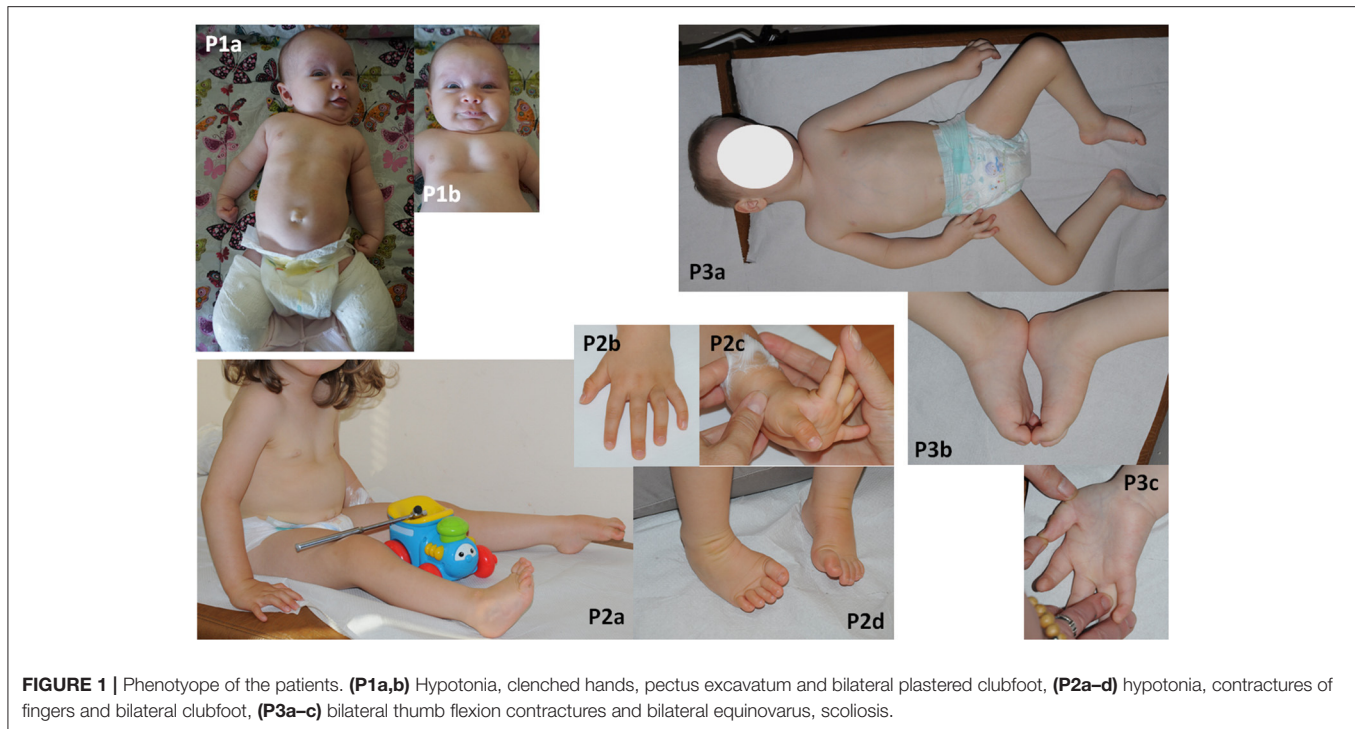 P1a
P1b
P3a
P2b
P2c
P3b
P3c
P2a
P2d
FIGURE 1 | Phenotyope of the patients. (P1a,b) Hypotonia, clenched hands, pectus excavatum and bilateral plastered clubfoot, (P2a–d) hypotonia, contractures of
fingers and bilateral clubfoot, (P3a–c) bilateral thumb flexion contractures and bilateral equinovarus, scoliosis.